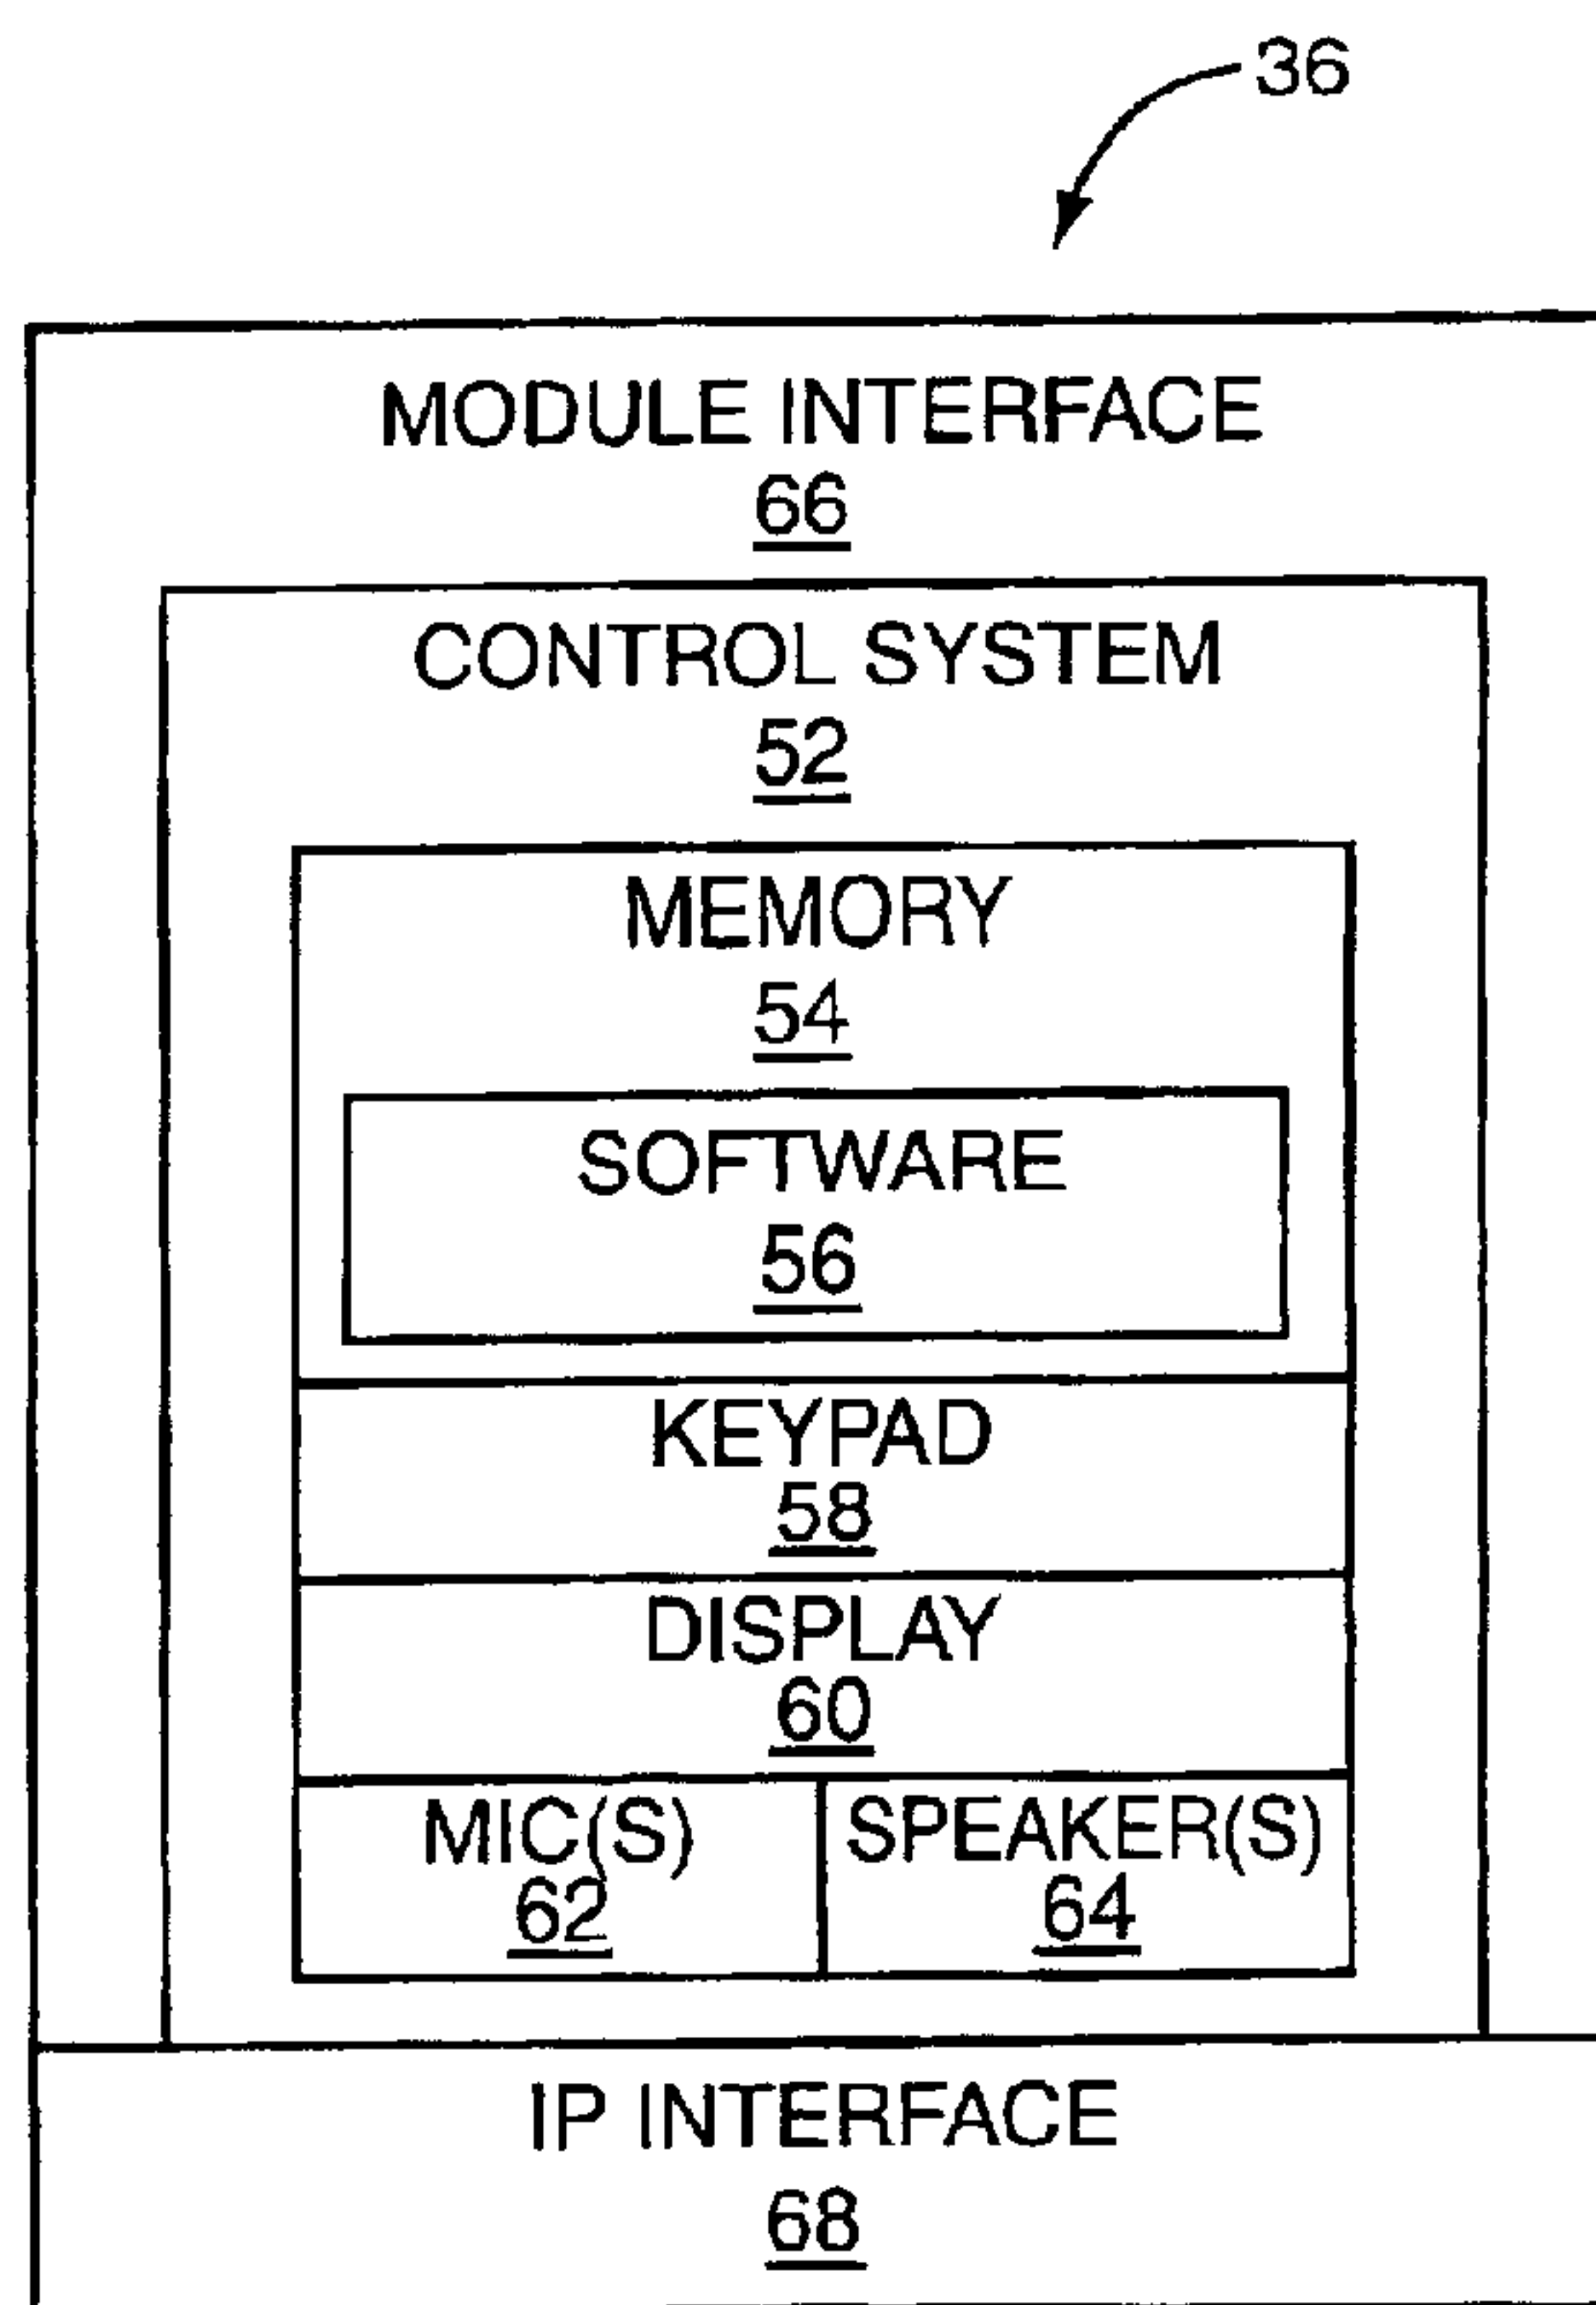 36
MODULE INTERFACE
66
CONTROL SYSTEM
52
MEMORY
54
SOFTWARE
56
KEYPAD
58
DISPLAY
60
MIC(S)
62
SPEAKER(S)
64
IP INTERFACE
68